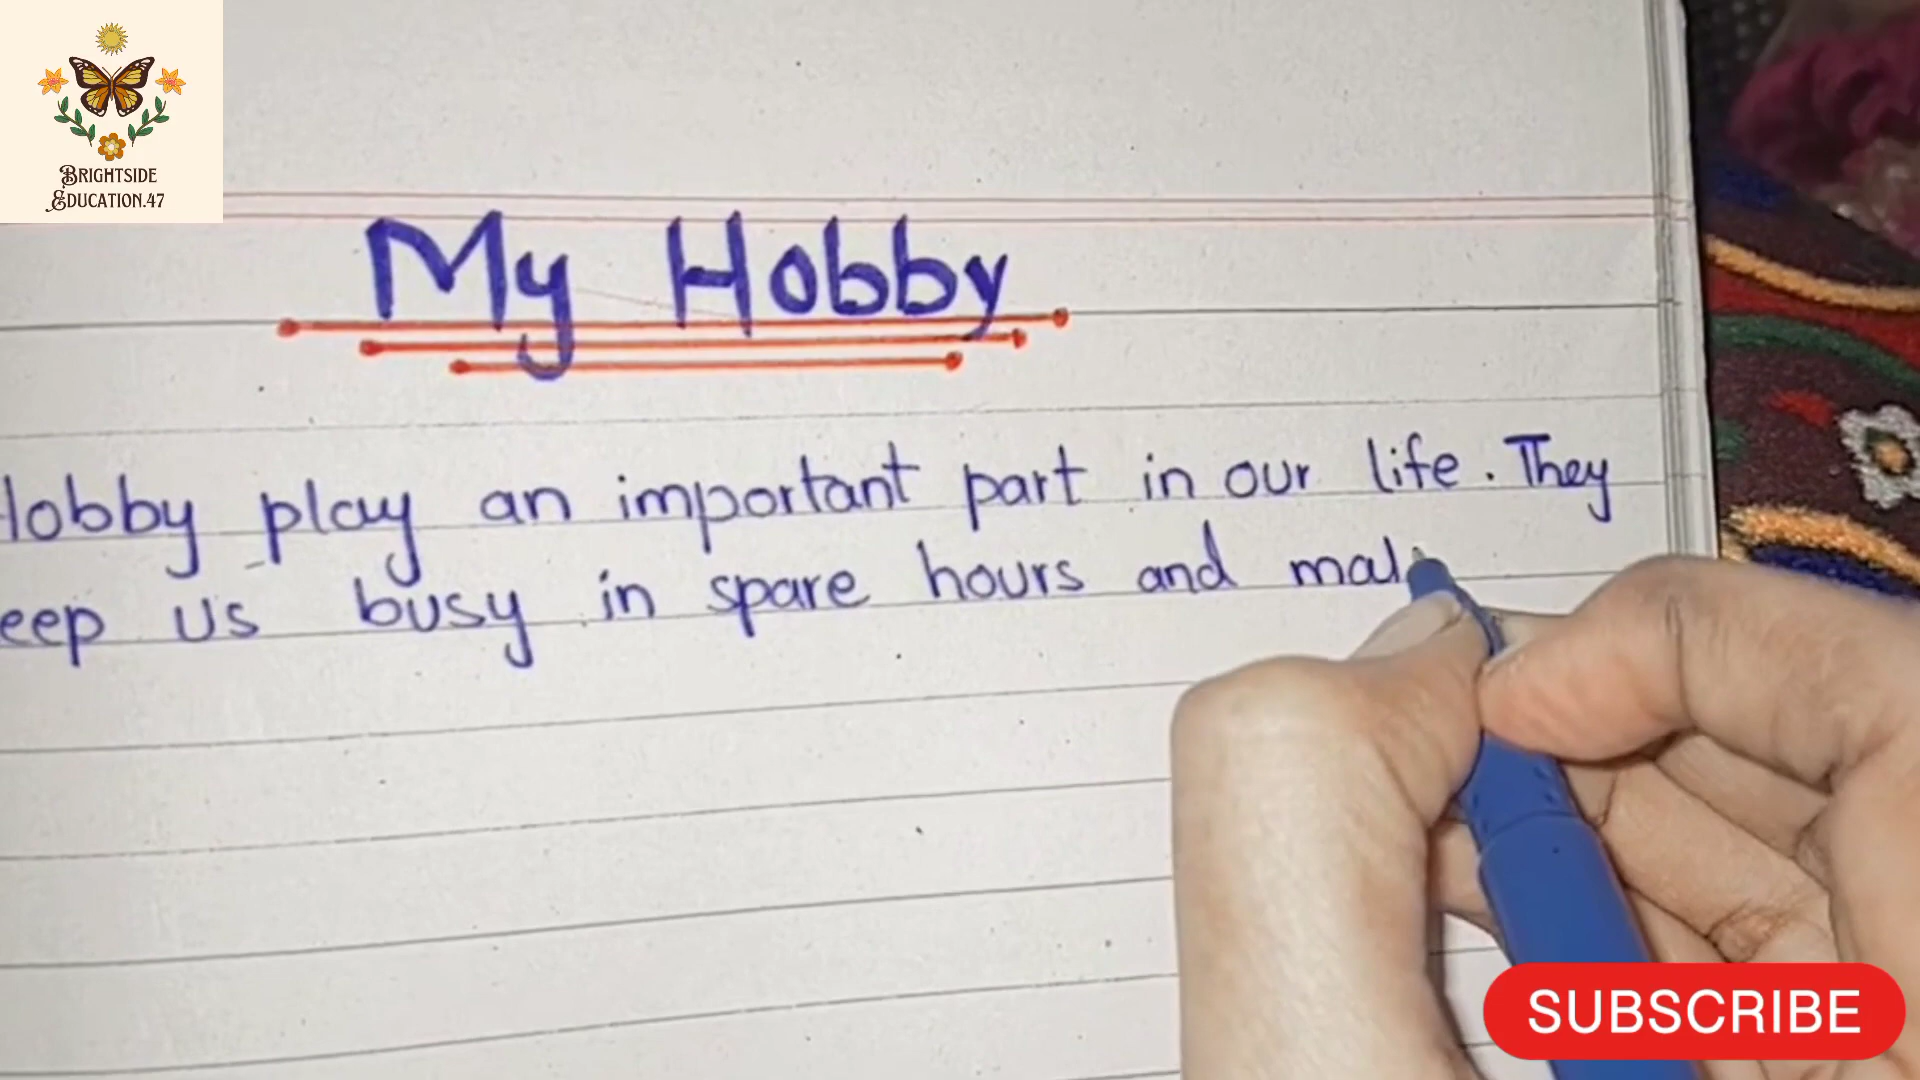 BRIGHTSIDE
EDUCATION.47
My Hobby
Hobby play an important part in our life. They
eep us busy in spare hours and mal
SUBSCRIBE